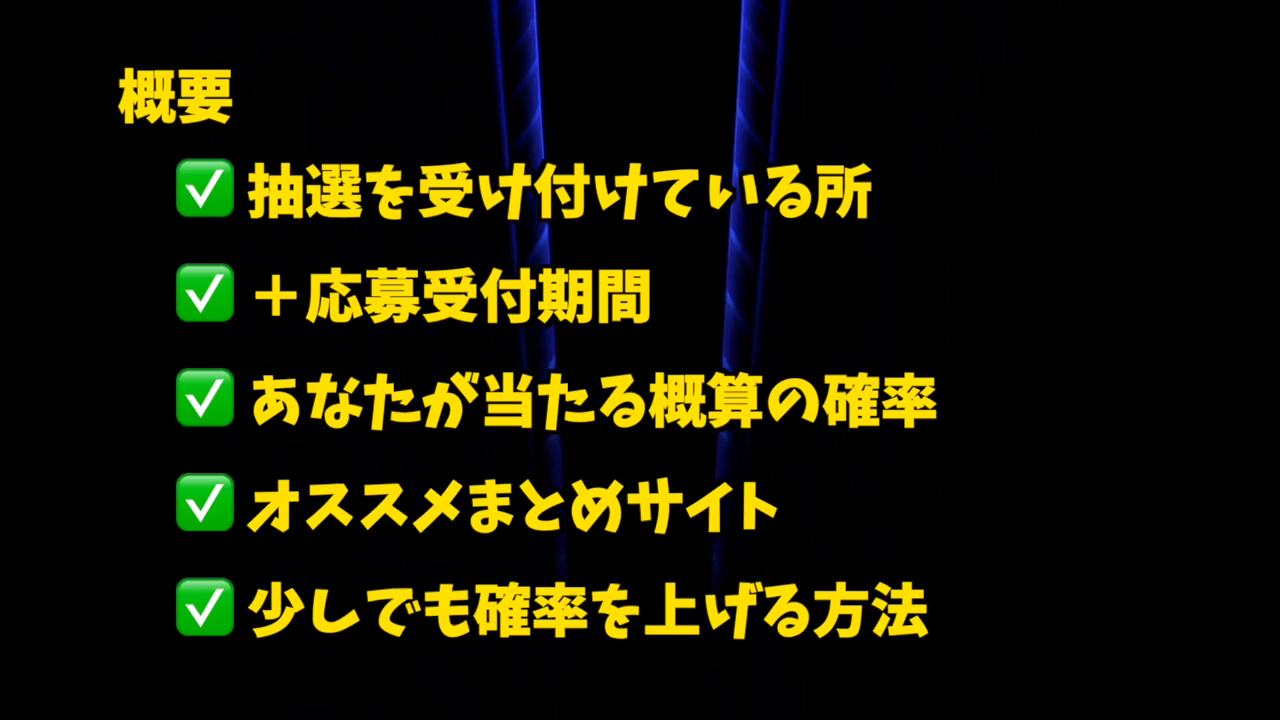 概要
✅抽選を受け付けている所
✅＋応募受付期間
✅あなたが当たる概算の確率
✅オススメまとめサイト
✅少しでも確率を上げる方法